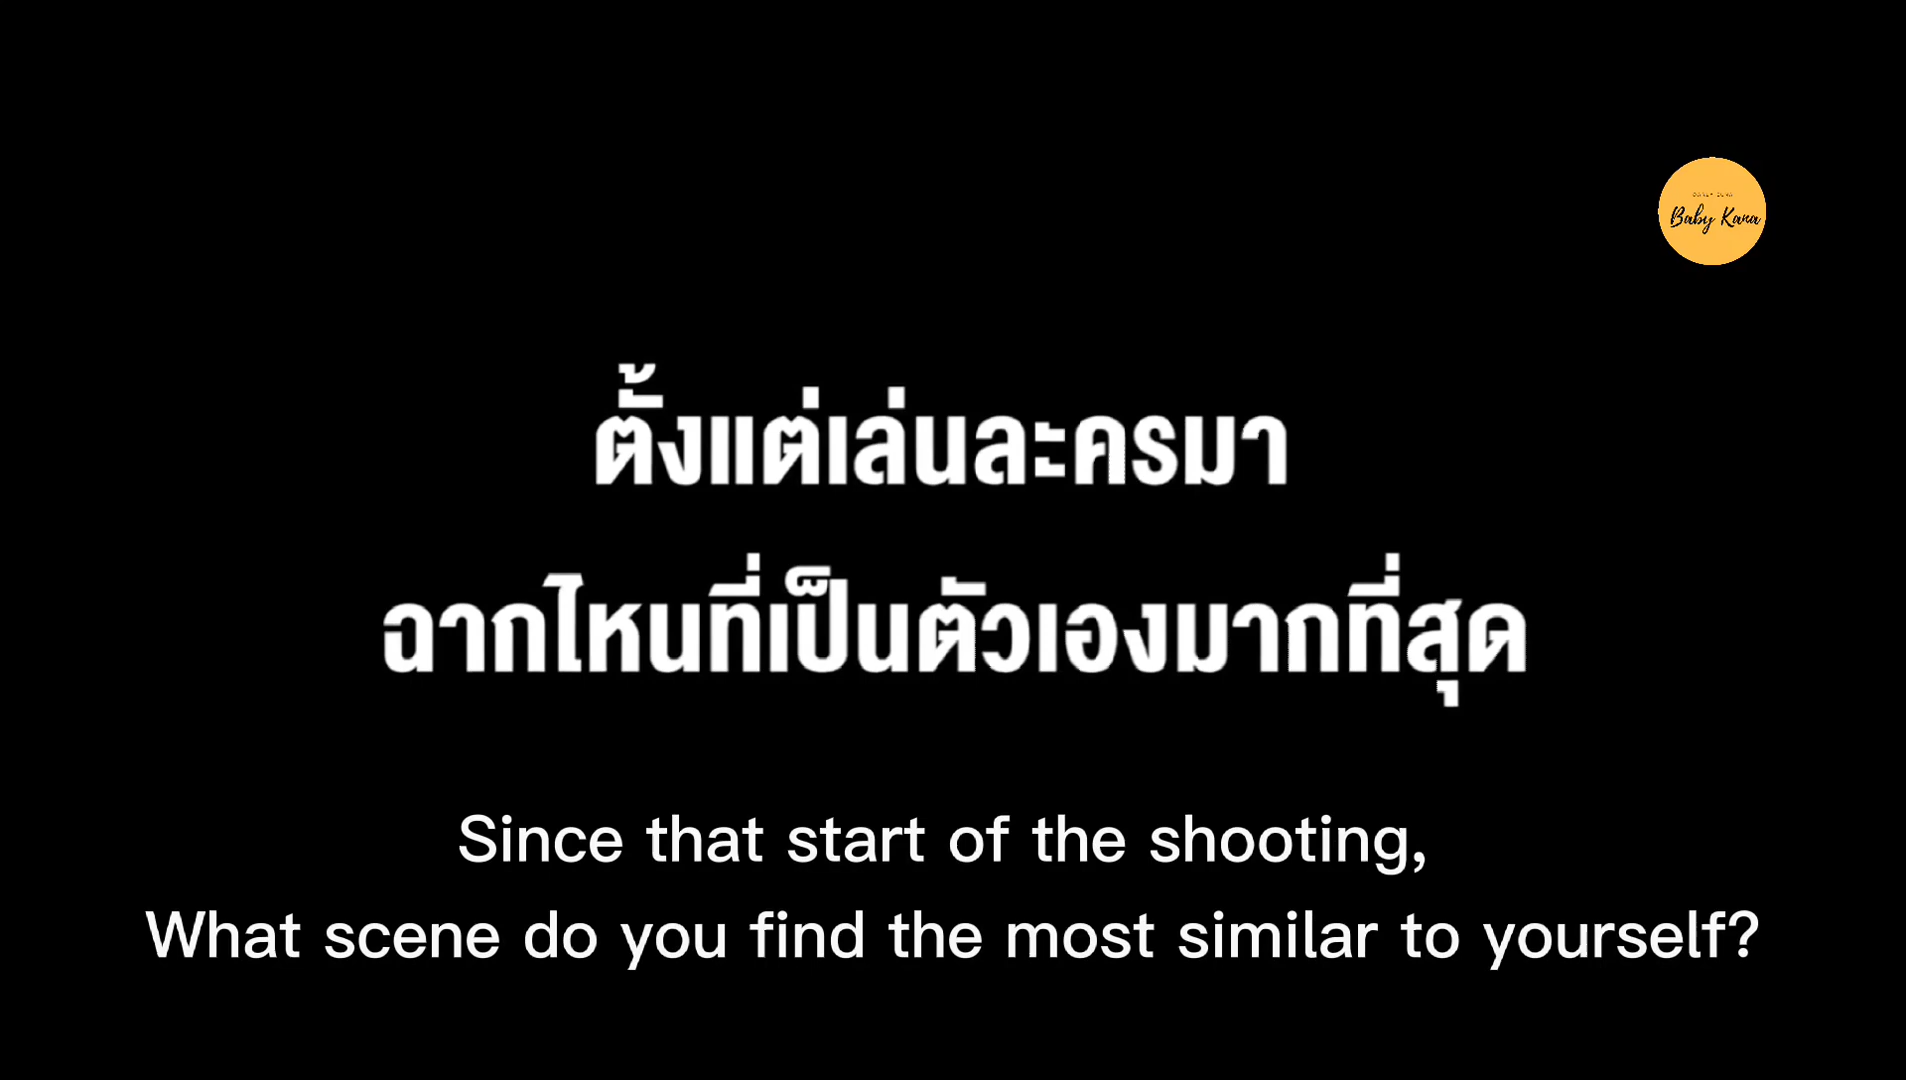 Baby Kana
ตั้งแต่เล่นละครมา
ฉากไหนที่เป็นตัวเองมากที่สุด
Since that start of the shooting,
What scene do you find the most similar to yourself?